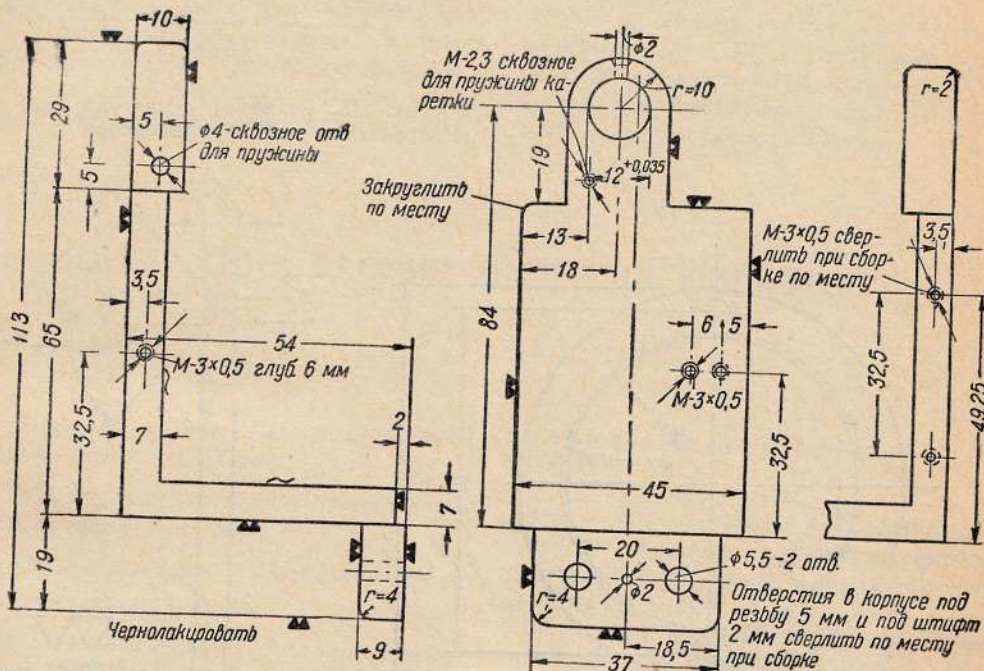 10
29
5
5
Ф4-сквозное отв
для пружины
113
65
3,5
54
М-3×0,5 глуб. 6 мм
32,5
7
2
7
19
r=4
Чернолакировать
9
Ф2
М-2,3 сквозное
для пружины ка-
ретки
r=10
19
12 +0,035
Закруглить
по месту
13
18
84
6 5
М-3×0,5
32,5
45
20
Ф5,5-2 отв.
Ф2
r=4
18,5
37
Отверстия в корпусе под
резьбу 5 мм и под штифт
2 мм сверлить по месту
при сборке
r=2
3,5
М-3×0,5 свер-
лить при сбор-
ке по месту
32,5
49,25